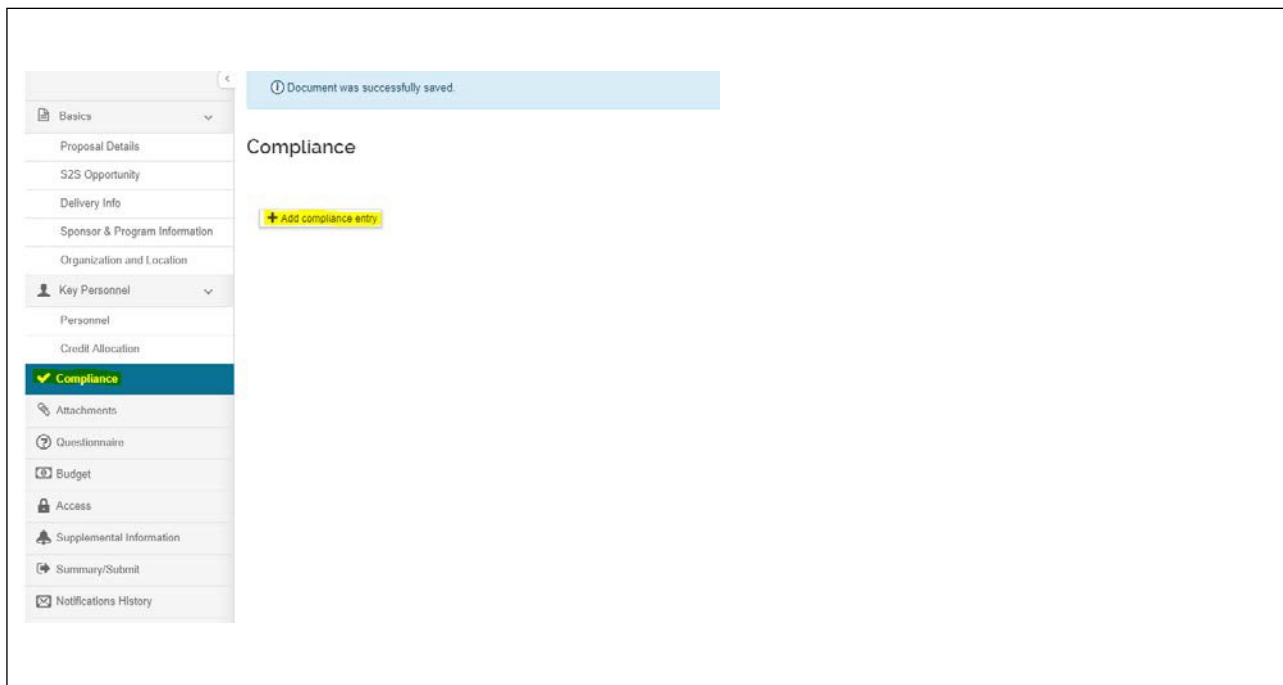 Document was successfully saved.
Basics
Proposal Details
S2S Opportunity
Delivery Info
Sponsor & Program Information
Organization and Location
Key Personnel
Personnel
Credit Allocation
Compliance
Attachments
Questionnaire
Budget
Access
Supplemental Information
Summary/Submit
Notifications History
Compliance
+ Add compliance entry